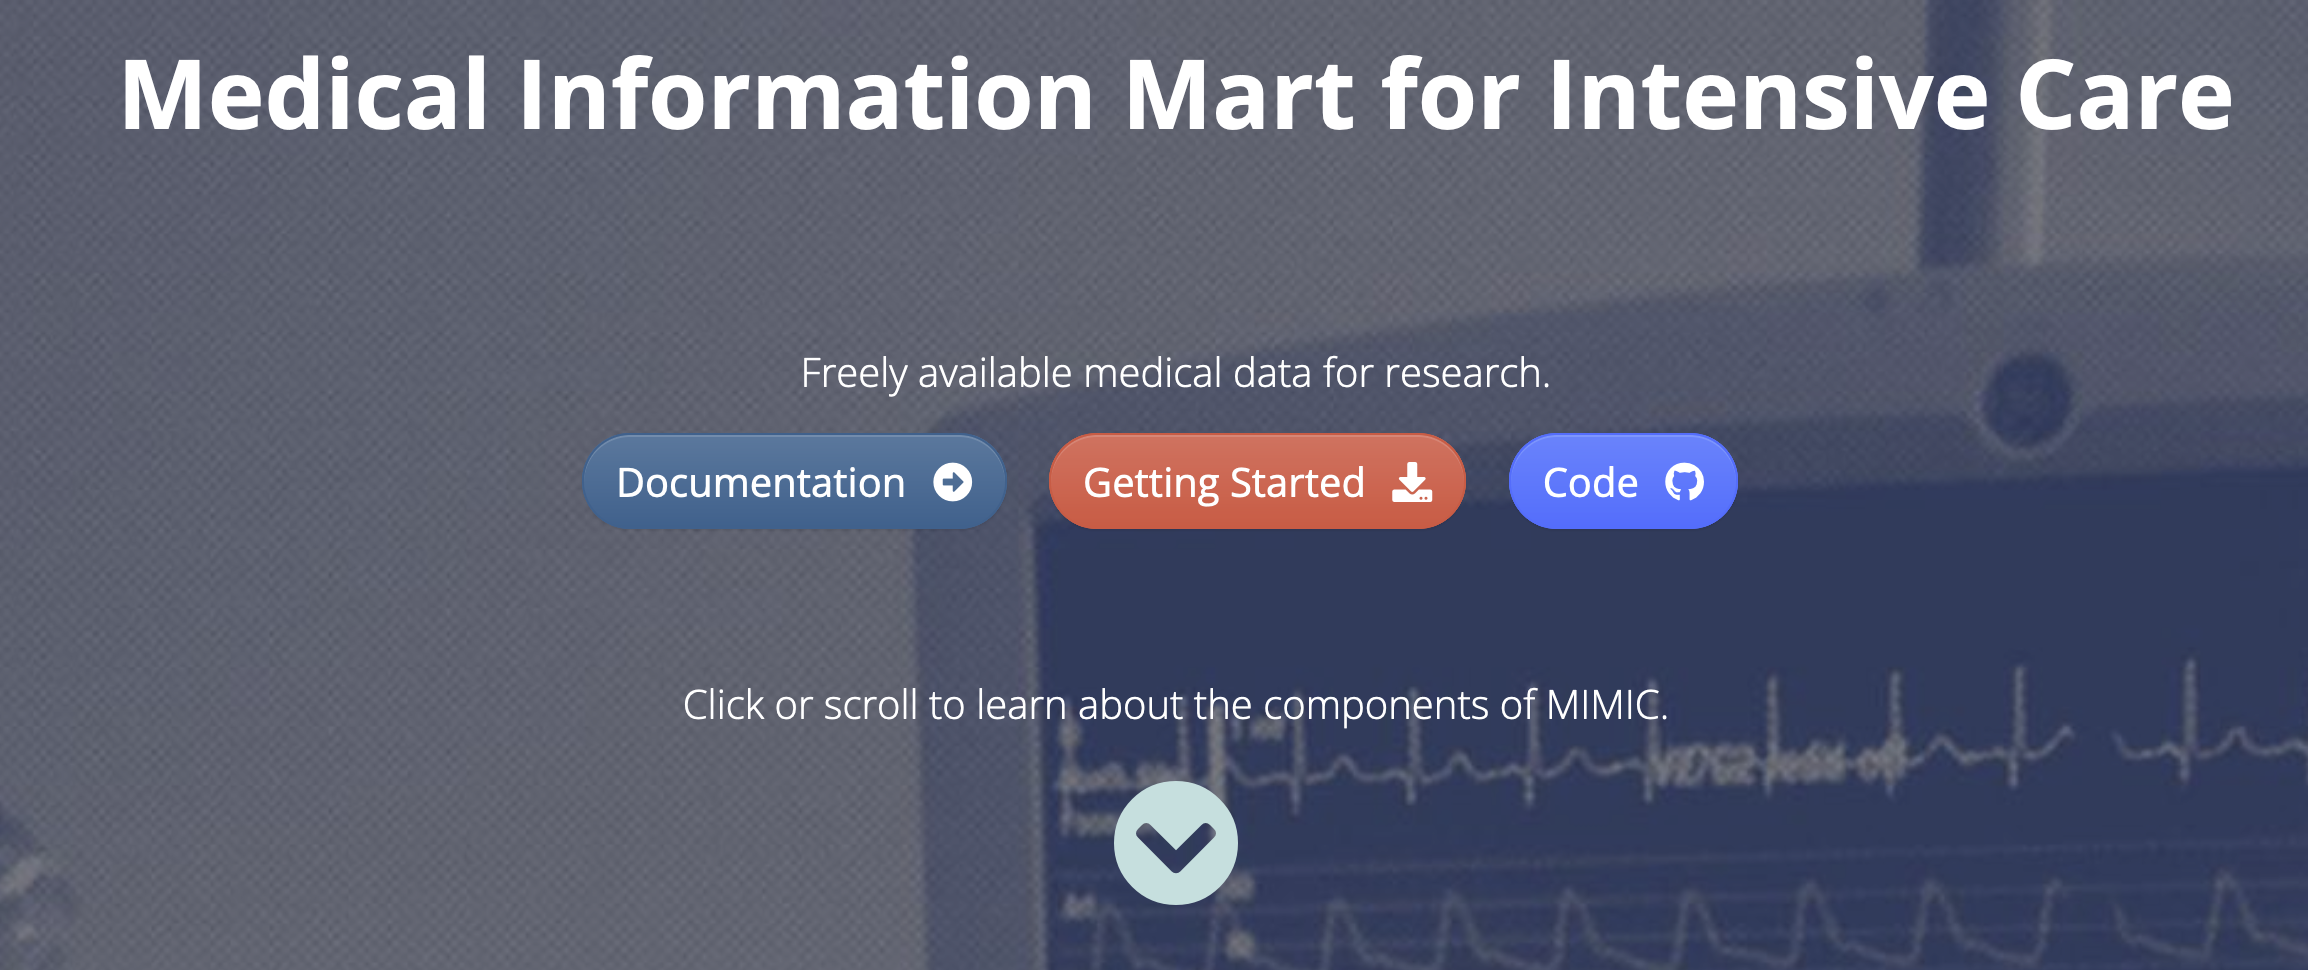 Medical Information Mart for Intensive Care
Freely available medical data for research.
Documentation
Getting Started
Code
Click or scroll to learn about the components of MIMIC.